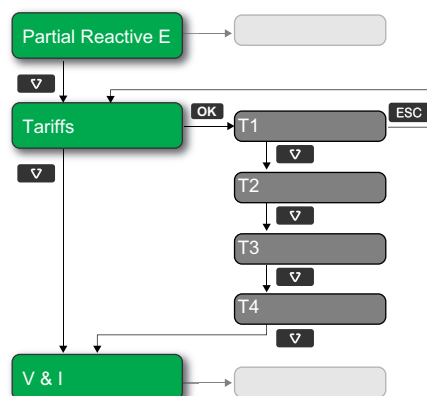 Partial Reactive E
Tariffs
OK
T1
ESC
T2
T3
T4
V & I